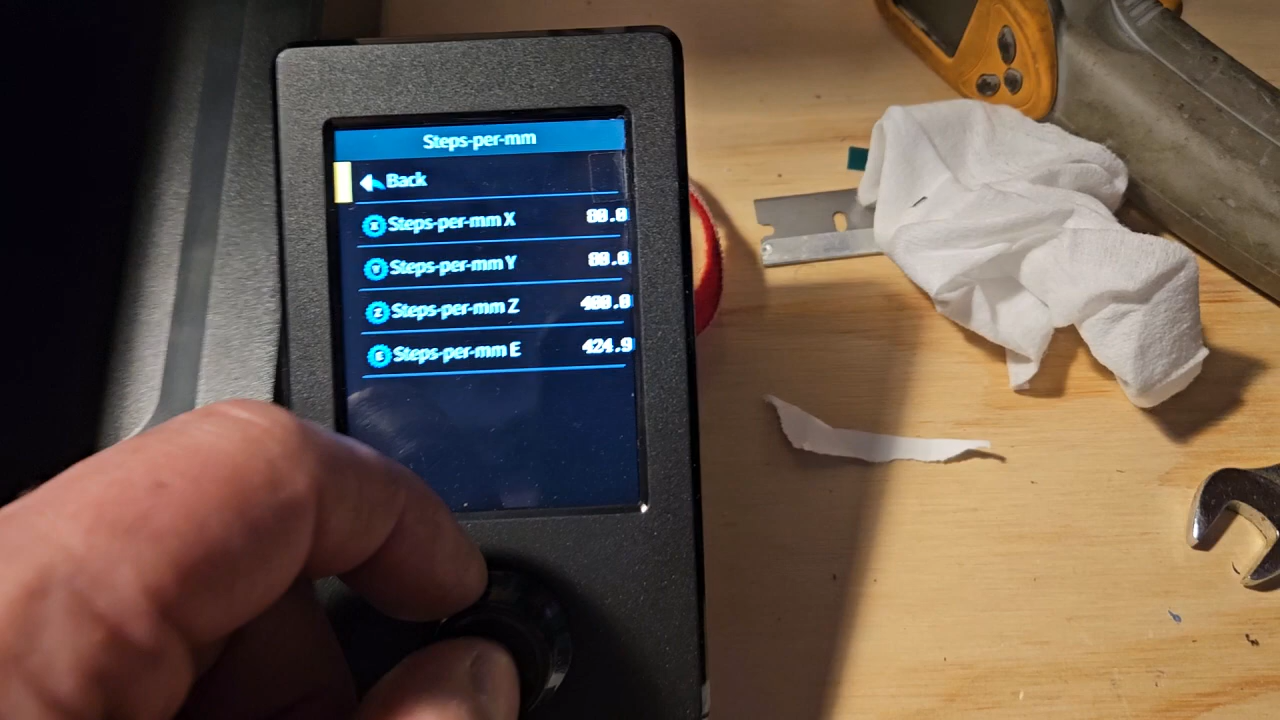 Steps-per-mm
Back
X Steps-per-mm X 80.0
Y Steps-per-mm Y 80.0
Z Steps-per-mm Z 400.0
E Steps-per-mm E 424.9